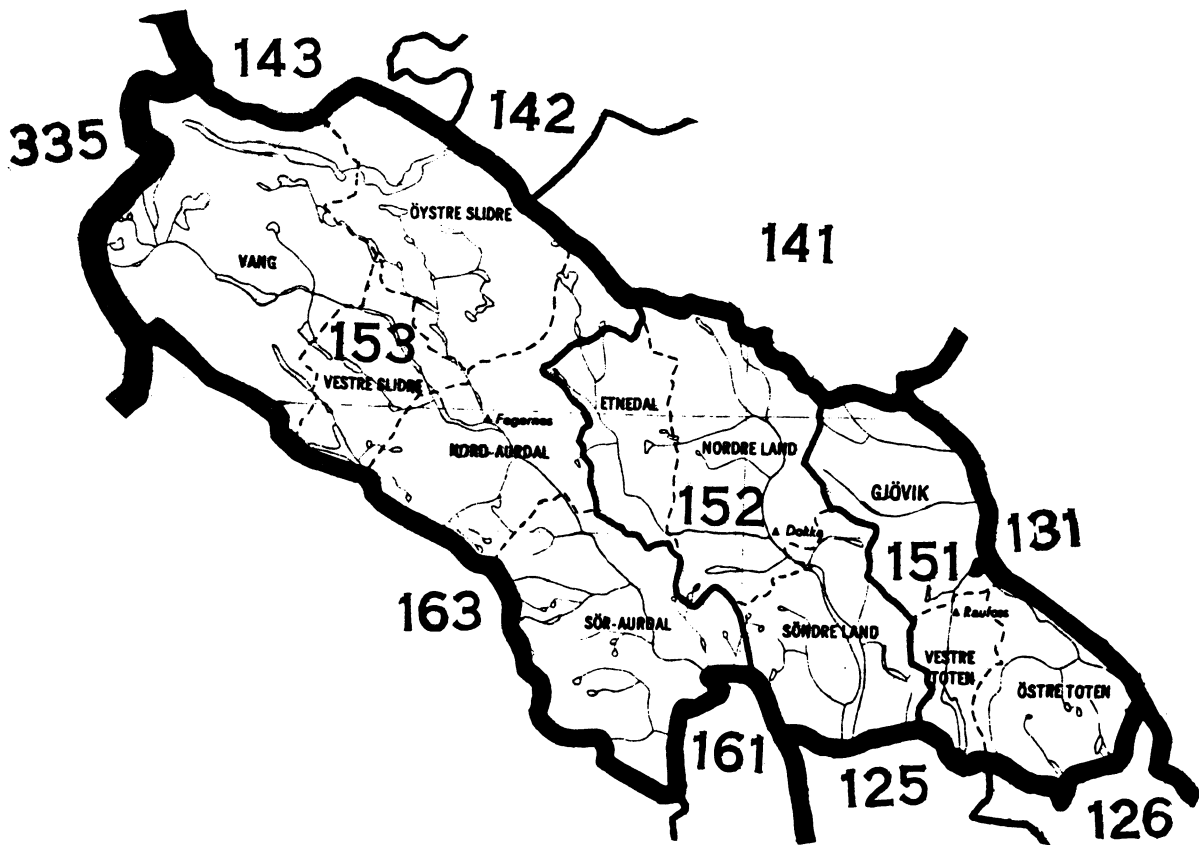 143
142
335
ÖYSTRE SLIDRE
141
VANG
153
VESTRE SLIDRE
ETNEDAL
Fagernes
NORD-AURDAL
NORDRE LAND
GJÖVIK
152
Dokka
131
151
163
Raufoss
SÖR-AURDAL
SÖNDRE LAND
VESTRE
TOTEN
ÖSTRE TOTEN
161
125
126